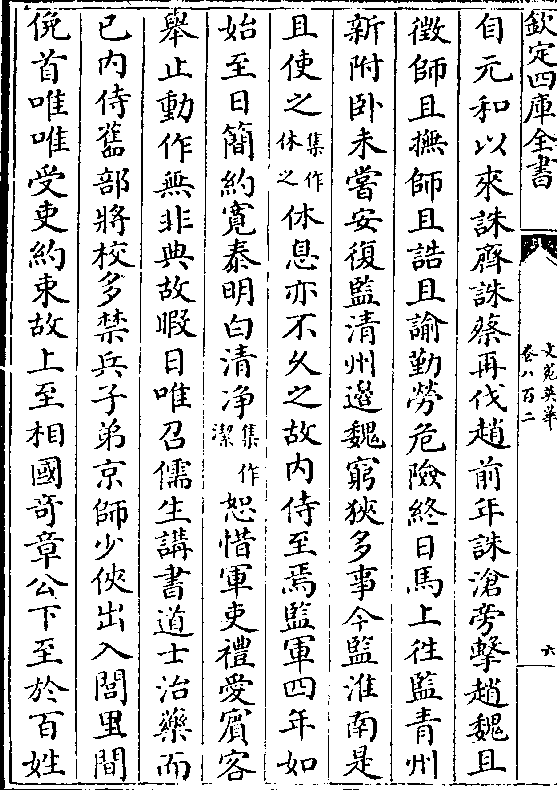 欽定四庫全書
文苑英華
卷八百二
六
自元和以來誅齊誅蔡再伐趙前年誅滄旁擊趙魏且
徴師且撫師且誥且諭勤勞危險終日馬上往監青州
新附卧未嘗安復監清州邉魏窮狹多事今監淮南是
且使之集作休之休息亦不久之故内侍至焉監軍四年如
始至日簡約寛泰明白清净集作潔恕惜軍吏禮愛賓客
舉止動作無非典故暇日唯召儒生講書道士治藥而
已内侍舊部將校多禁兵子弟京師少俠出入閭里間
俛首唯唯受吏約束故上至相國竒章公下至於百姓